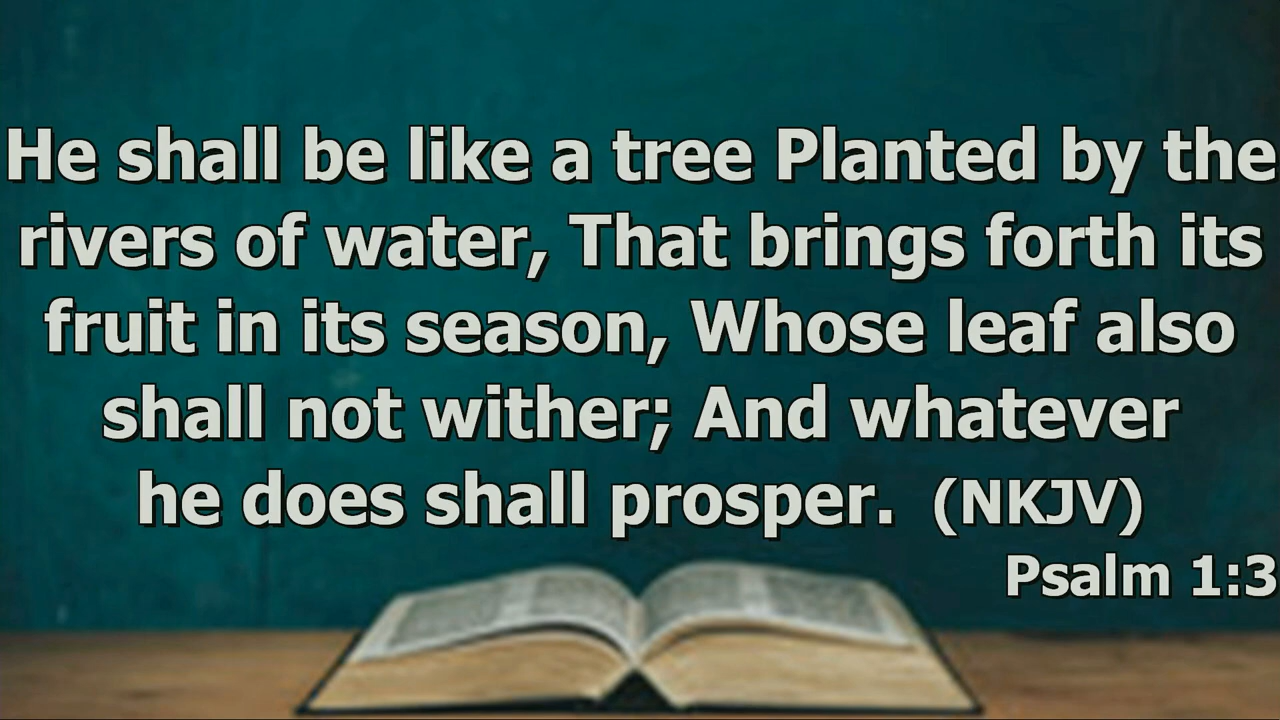 He shall be like a tree Planted by the
rivers of water, That brings forth its
fruit in its season, Whose leaf also
shall not wither; And whatever
he does shall prosper. (NKJV)
Psalm 1:3